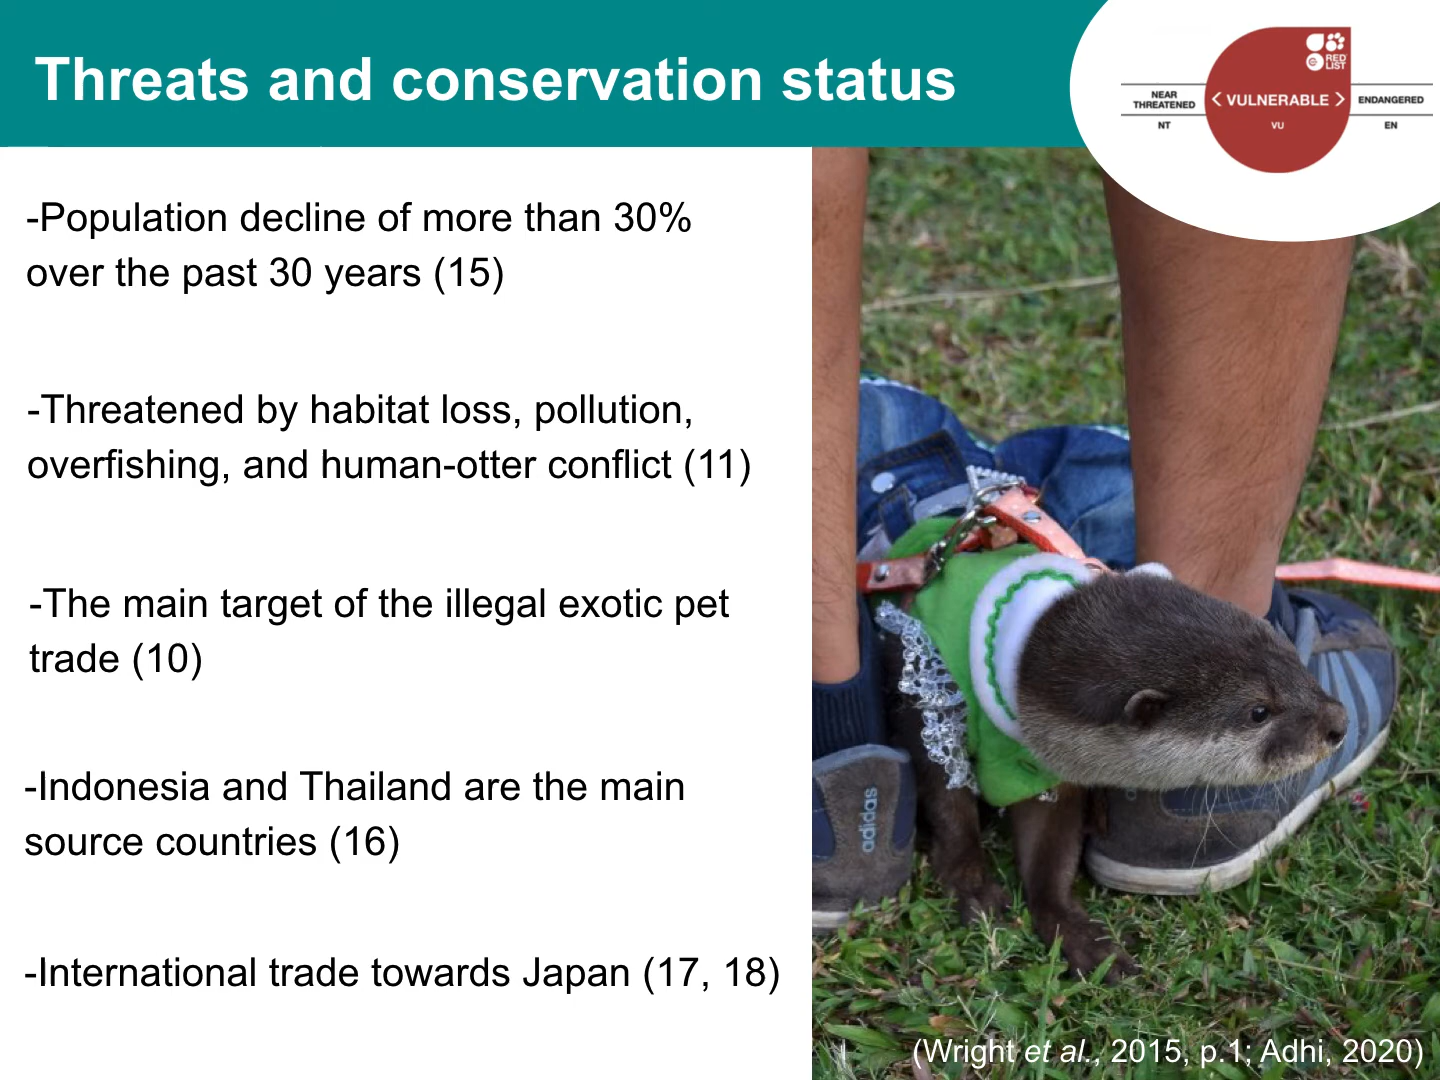 Threats and conservation status
RED
LIST
NEAR
THREATENED
< VULNERABLE >
ENDANGERED
NT
VU
EN
-Population decline of more than 30%
over the past 30 years (15)
-Threatened by habitat loss, pollution,
overfishing, and human-otter conflict (11)
-The main target of the illegal exotic pet
trade (10)
-Indonesia and Thailand are the main
source countries (16)
-International trade towards Japan (17, 18)
adidas
(Wright et al., 2015, p.1; Adhi, 2020)